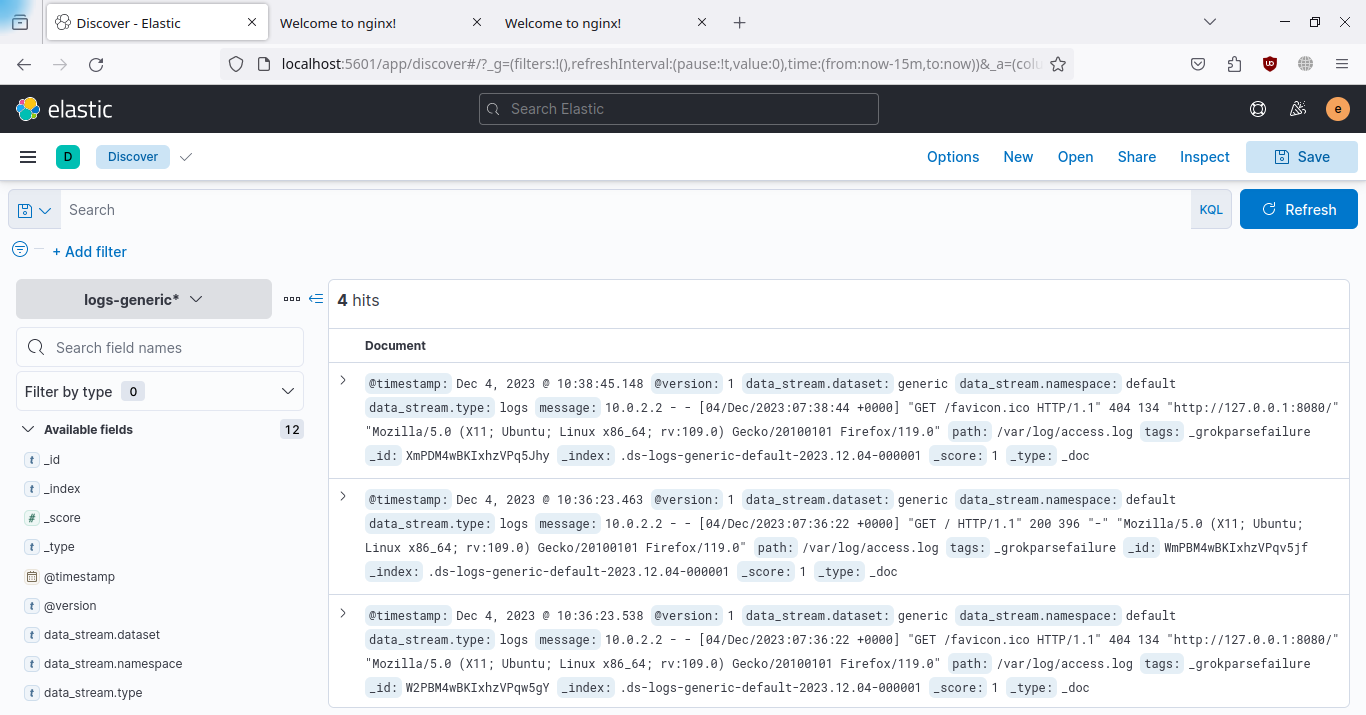 Discover - Elastic
Welcome to nginx!
Welcome to nginx!
localhost:5601/app/discover#/?_g=(filters:!(),refreshInterval:(pause:!t,value:0),time:(from:now-15m,to:now))&_a=(colu
elastic
Search Elastic
e
D
Discover
Options
New
Open
Share
Inspect
Save
Search
KQL
Refresh
+ Add filter
logs-generic*
Search field names
Filter by type 0
Available fields 12
t _id
t _index
# _score
t _type
@timestamp
t @version
t data_stream.dataset
t data_stream.namespace
t data_stream.type
4 hits
Document
@timestamp: Dec 4, 2023 @ 10:38:45.148 @version: 1 data_stream.dataset: generic data_stream.namespace: default
data_stream.type: logs message: 10.0.2.2 - - [04/Dec/2023:07:38:44 +0000] "GET /favicon.ico HTTP/1.1" 404 134 "http://127.0.0.1:8080/"
"Mozilla/5.0 (X11; Ubuntu; Linux x86_64; rv:109.0) Gecko/20100101 Firefox/119.0" path: /var/log/access.log tags: _grokparsefailure
_id: XmPDM4wBKIxhzVPq5Jhy _index: .ds-logs-generic-default-2023.12.04-000001 _score: 1 _type: _doc
@timestamp: Dec 4, 2023 @ 10:36:23.463 @version: 1 data_stream.dataset: generic data_stream.namespace: default
data_stream.type: logs message: 10.0.2.2 - - [04/Dec/2023:07:36:22 +0000] "GET / HTTP/1.1" 200 396 "-" "Mozilla/5.0 (X11; Ubuntu;
Linux x86_64; rv:109.0) Gecko/20100101 Firefox/119.0" path: /var/log/access.log tags: _grokparsefailure _id: WmPBM4wBKIxhzVPqv5jf
_index: .ds-logs-generic-default-2023.12.04-000001 _score: 1 _type: _doc
@timestamp: Dec 4, 2023 @ 10:36:23.538 @version: 1 data_stream.dataset: generic data_stream.namespace: default
data_stream.type: logs message: 10.0.2.2 - - [04/Dec/2023:07:36:22 +0000] "GET /favicon.ico HTTP/1.1" 404 134 "http://127.0.0.1:8080/"
"Mozilla/5.0 (X11; Ubuntu; Linux x86_64; rv:109.0) Gecko/20100101 Firefox/119.0" path: /var/log/access.log tags: _grokparsefailure
_id: W2PBM4wBKIxhzVPqw5gY _index: .ds-logs-generic-default-2023.12.04-000001 _score: 1 _type: _doc